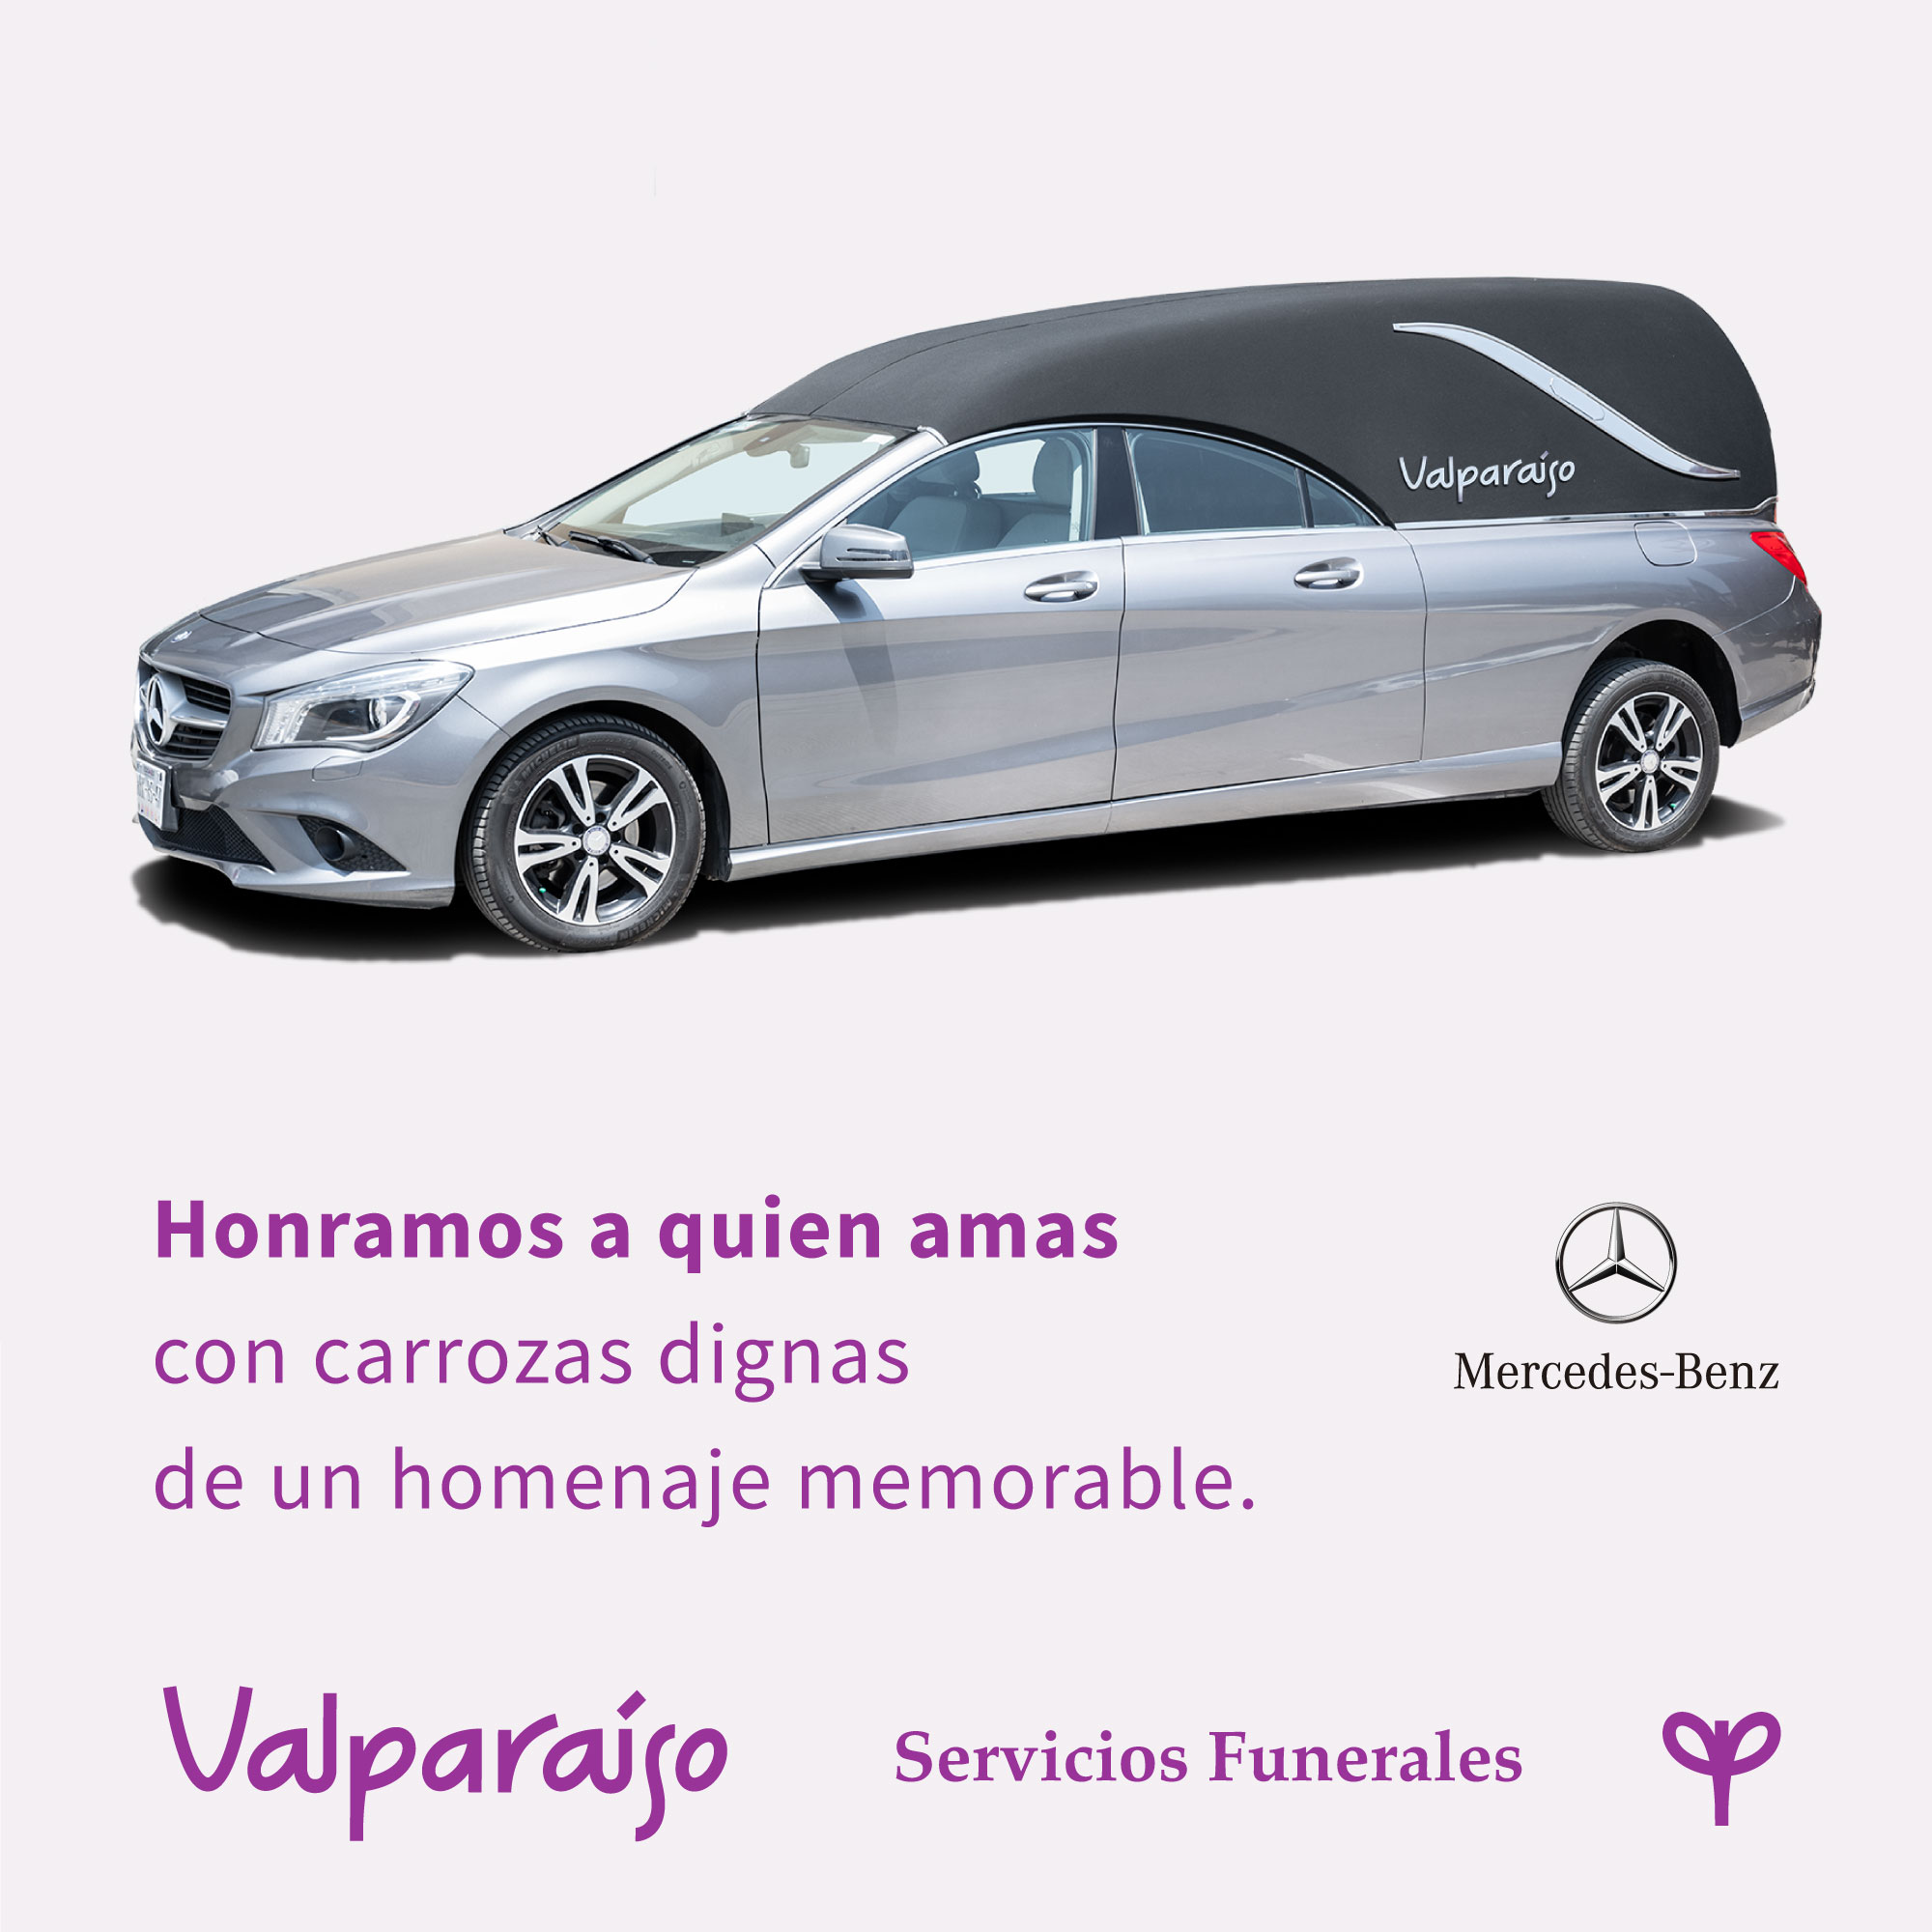 Valparaíso
Honramos a quien amas
con carrozas dignas
de un homenaje memorable.
Mercedes-Benz
Valparaíso
Servicios Funerales